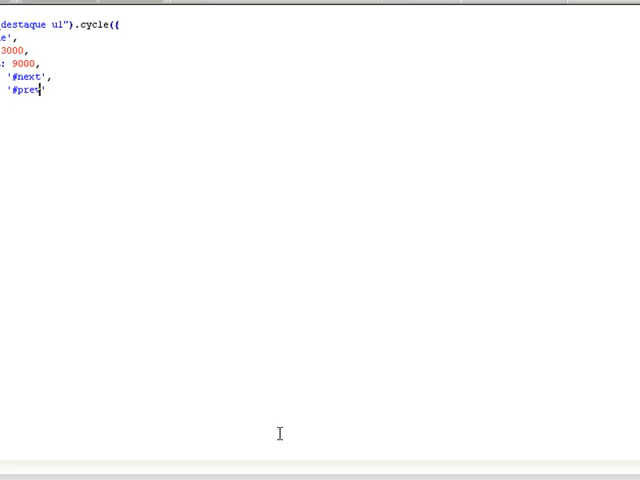 destaque ul").cycle({
e',
3000,
: 9000,
'#next',
'#prev'